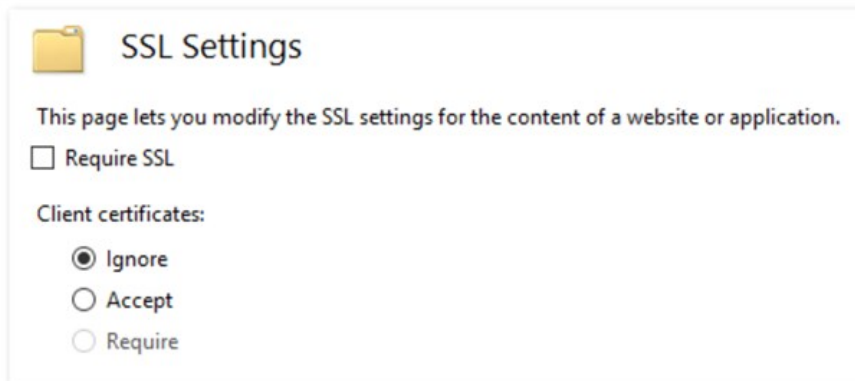 SSL Settings
This page lets you modify the SSL settings for the content of a website or application.
Require SSL
Client certificates:
Ignore
Accept
Require